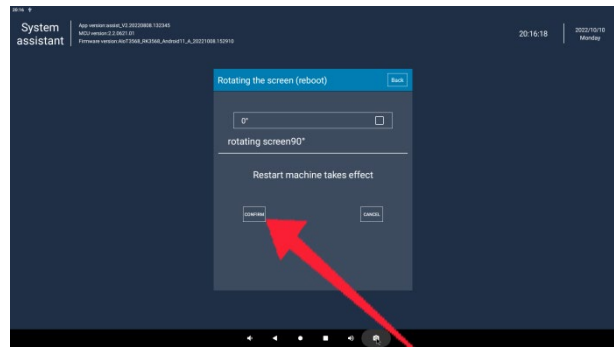 20:16
System
assistant
App version:assist_V2.20220808.132345
MCU version:2.2.0621.01
Firmware version:AIoT3568_RK3568_Android11_A_20221008.152910
20:16:18
2022/10/10
Monday
Rotating the screen (reboot)
Back
0°
rotating screen90°
Restart machine takes effect
CONFIRM
CANCEL